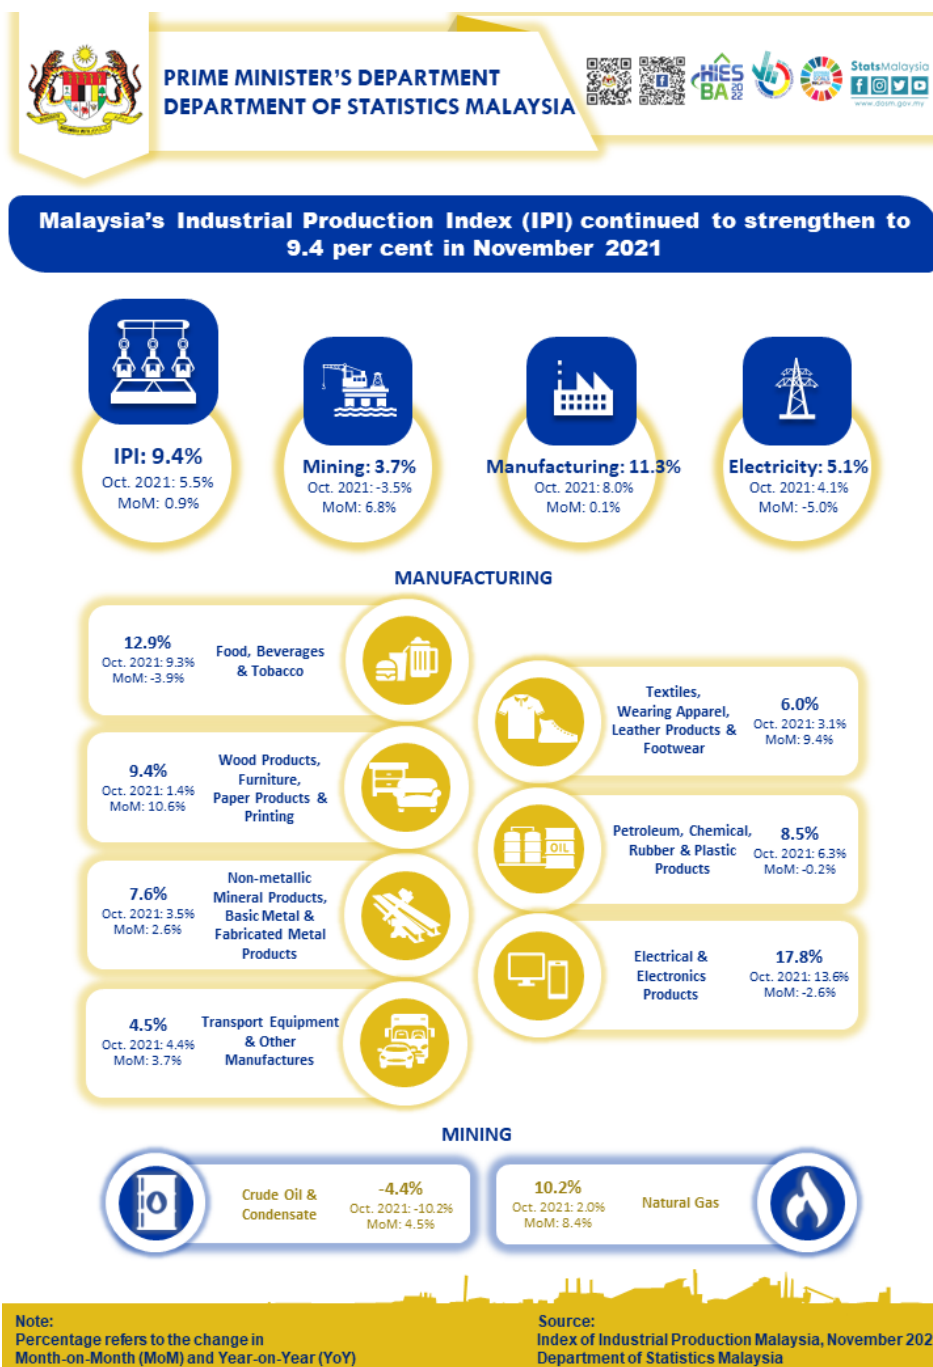 PRIME MINISTER'S DEPARTMENT
DEPARTMENT OF STATISTICS MALAYSIA
HIES
BA 2022
StatsMalaysia
www.dosm.gov.my
Malaysia's Industrial Production Index (IPI) continued to strengthen to
9.4 per cent in November 2021
IPI: 9.4%
Oct. 2021: 5.5%
MoM: 0.9%
Mining: 3.7%
Oct. 2021: -3.5%
MoM: 6.8%
Manufacturing: 11.3%
Oct. 2021: 8.0%
MoM: 0.1%
Electricity: 5.1%
Oct. 2021: 4.1%
MoM: -5.0%
MANUFACTURING
12.9%
Oct. 2021: 9.3%
MoM: -3.9%
Food, Beverages
& Tobacco
Textiles,
Wearing Apparel,
Leather Products &
Footwear
6.0%
Oct. 2021: 3.1%
MoM: 9.4%
9.4%
Oct. 2021: 1.4%
MoM: 10.6%
Wood Products,
Furniture,
Paper Products &
Printing
OIL
Petroleum, Chemical,
Rubber & Plastic
Products
8.5%
Oct. 2021: 6.3%
MoM: -0.2%
7.6%
Oct. 2021: 3.5%
MoM: 2.6%
Non-metallic
Mineral Products,
Basic Metal &
Fabricated Metal
Products
Electrical &
Electronics
Products
17.8%
Oct. 2021: 13.6%
MoM: -2.6%
4.5%
Oct. 2021: 4.4%
MoM: 3.7%
Transport Equipment
& Other
Manufactures
MINING
Crude Oil &
Condensate
-4.4%
Oct. 2021: -10.2%
MoM: 4.5%
10.2%
Oct. 2021: 2.0%
MoM: 8.4%
Natural Gas
Note:
Percentage refers to the change in
Month-on-Month (MoM) and Year-on-Year (YoY)
Source:
Index of Industrial Production Malaysia, November 202
Department of Statistics Malaysia